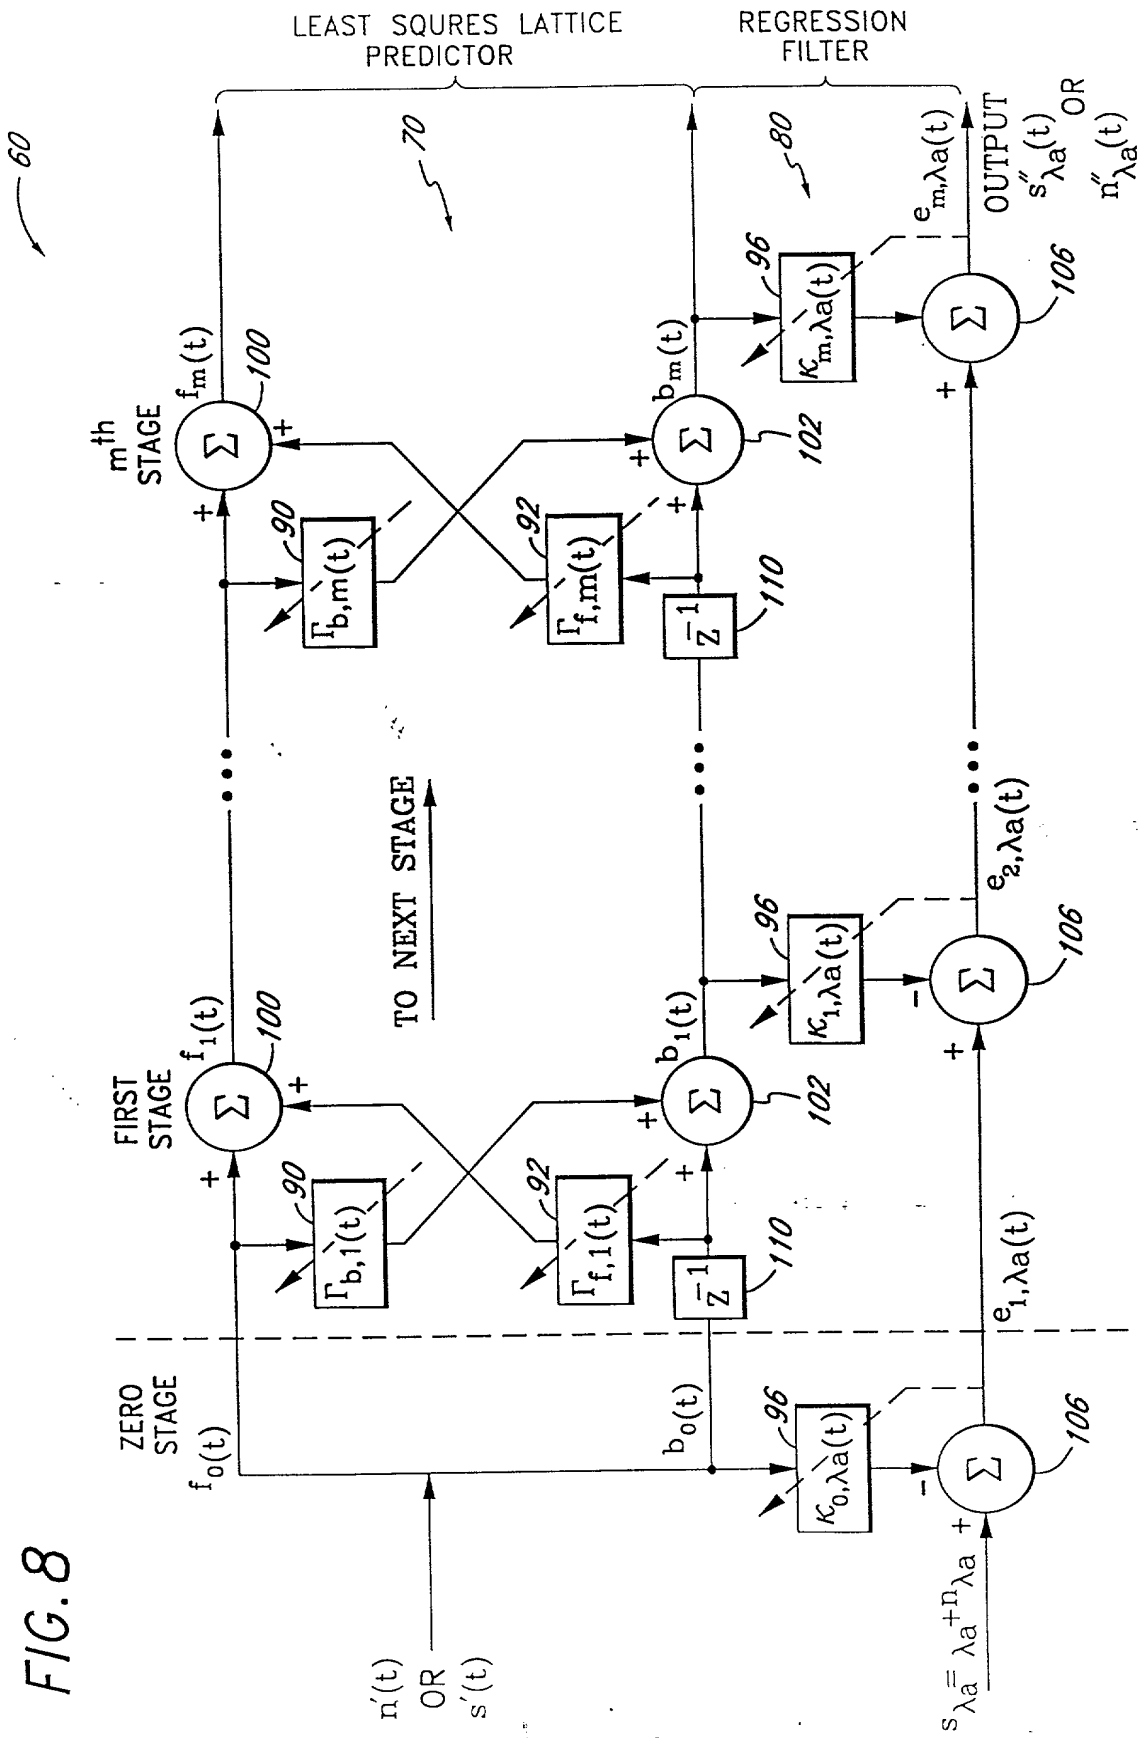 FIG. 8
60
LEAST SQURES LATTICE
PREDICTOR
REGRESSION
FILTER
70
80
ZERO
STAGE
FIRST
STAGE
mth
STAGE
TO NEXT STAGE
n'(t)
OR
s'(t)
f0(t)
f1(t)
fm(t)
100
100
+
+
+
+
Σ
Σ
90
Γb,1(t)
90
Γb,m(t)
92
Γf,1(t)
92
Γf,m(t)
b0(t)
b1(t)
bm(t)
z-1
110
z-1
110
+
+
+
+
Σ
Σ
102
102
96
κ0,λa(t)
96
κ1,λa(t)
96
κm,λa(t)
sλa = λa+nλa
+
-
Σ
106
e1,λa(t)
+
-
Σ
106
e2,λa(t)
+
Σ
106
em,λa(t)
OUTPUT
s"λa(t) OR
n"λa(t)